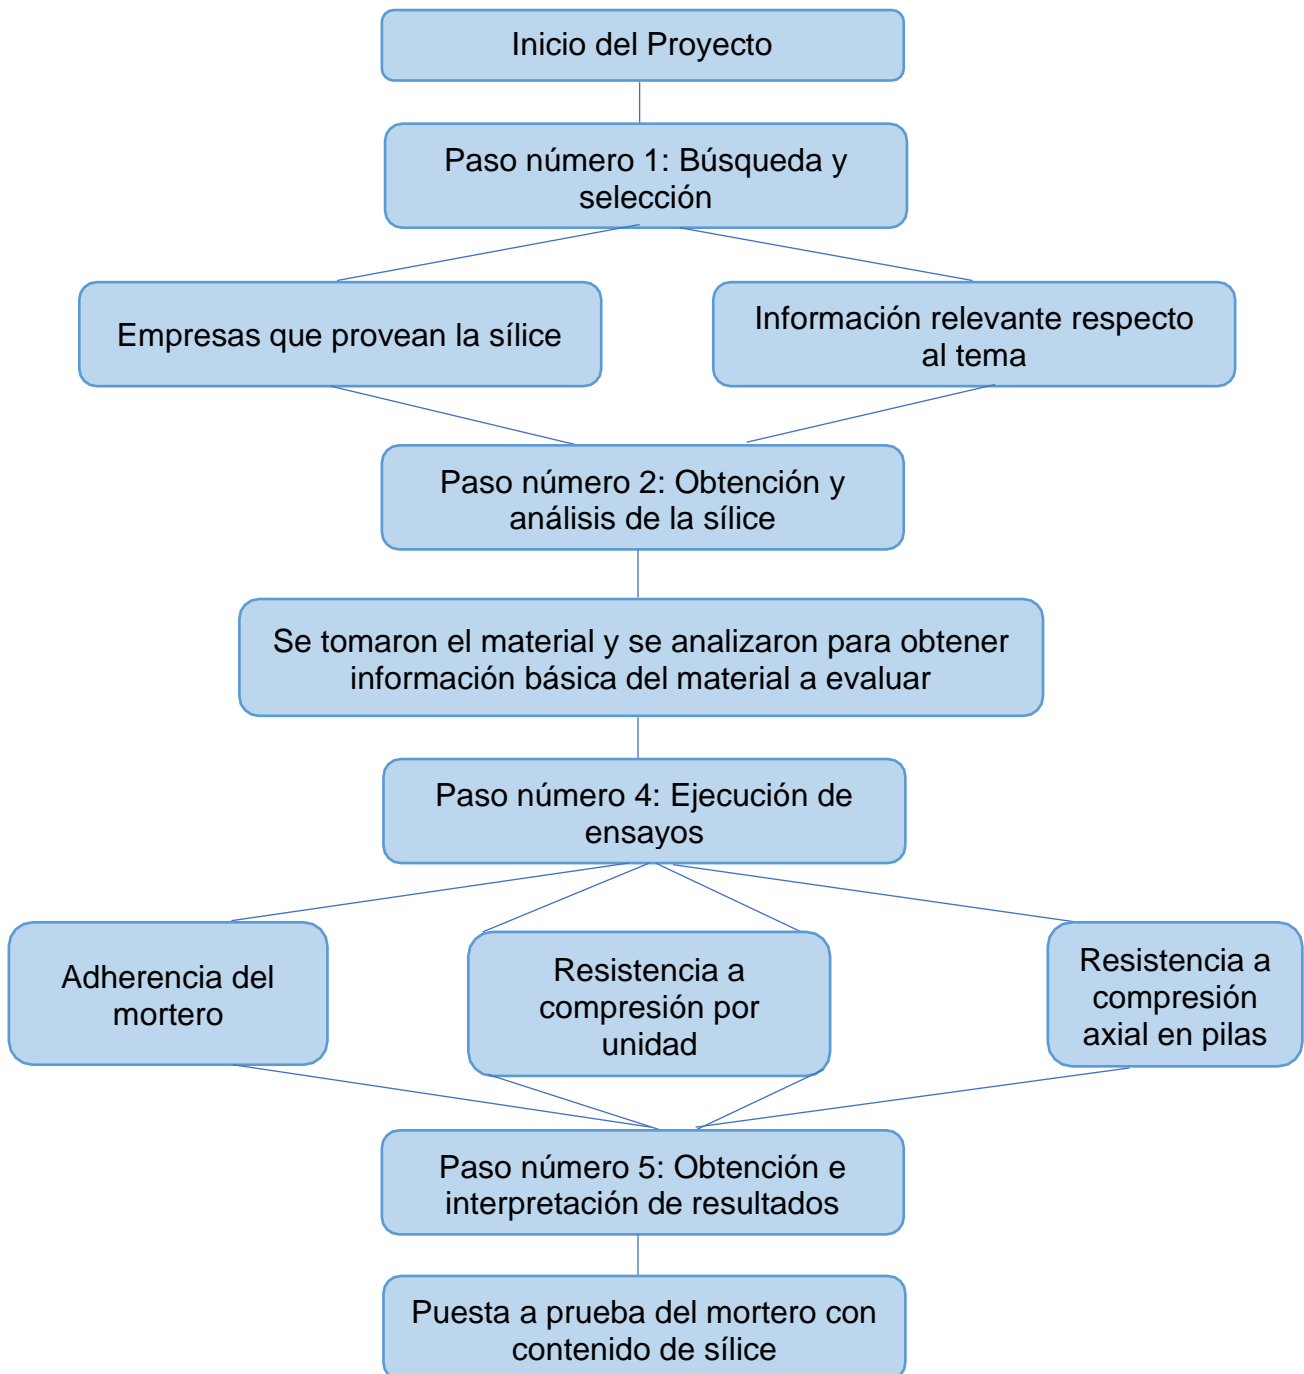 Inicio del Proyecto
Paso número 1: Búsqueda y
selección
Empresas que provean la sílice
Información relevante respecto
al tema
Paso número 2: Obtención y
análisis de la sílice
Se tomaron el material y se analizaron para obtener
información básica del material a evaluar
Paso número 4: Ejecución de
ensayos
Adherencia del
mortero
Resistencia a
compresión por
unidad
Resistencia a
compresión
axial en pilas
Paso número 5: Obtención e
interpretación de resultados
Puesta a prueba del mortero con
contenido de sílice